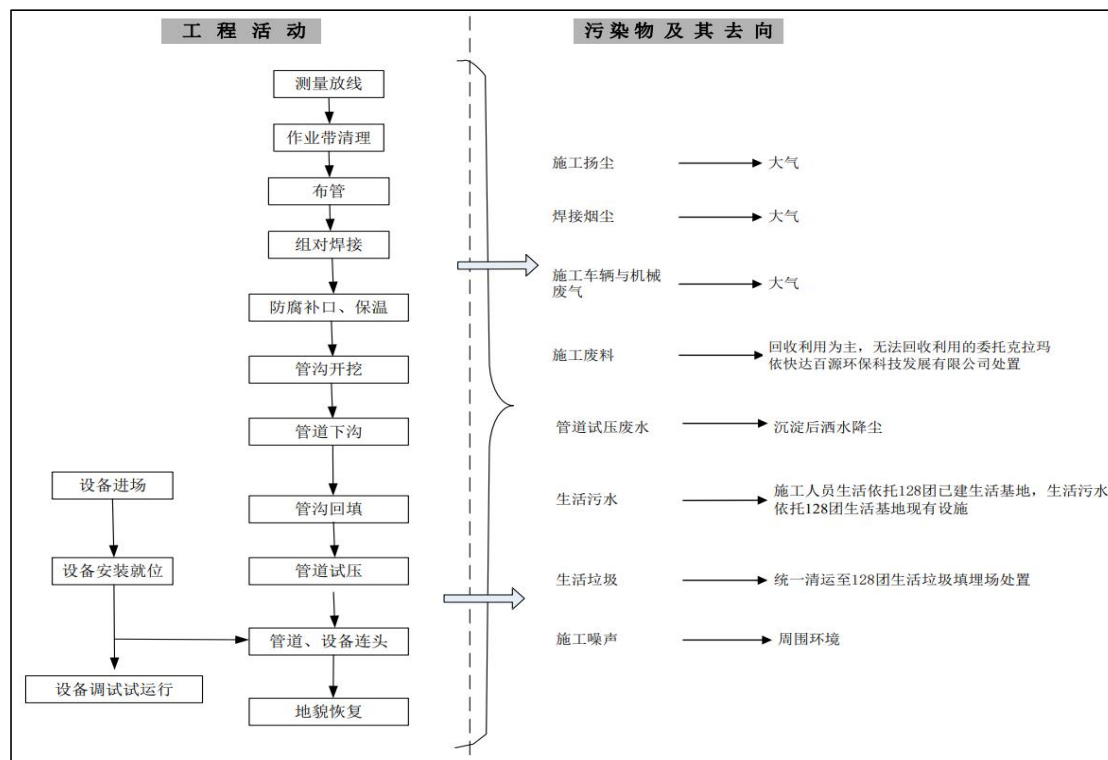 工程活动
污染物及其去向
测量放线
作业带清理
布管
组对焊接
防腐补口、保温
管沟开挖
管道下沟
管沟回填
管道试压
管道、设备连头
地貌恢复
设备进场
设备安装就位
设备调试试运行
施工扬尘
大气
焊接烟尘
大气
施工车辆与机械
废气
大气
施工废料
回收利用为主，无法回收利用的委托克拉玛
依快达百源环保科技发展有限公司处置
管道试压废水
沉淀后洒水降尘
生活污水
施工人员生活依托128团已建生活基地，生活污水
依托128团生活基地现有设施
生活垃圾
统一清运至128团生活垃圾填埋场处置
施工噪声
周围环境